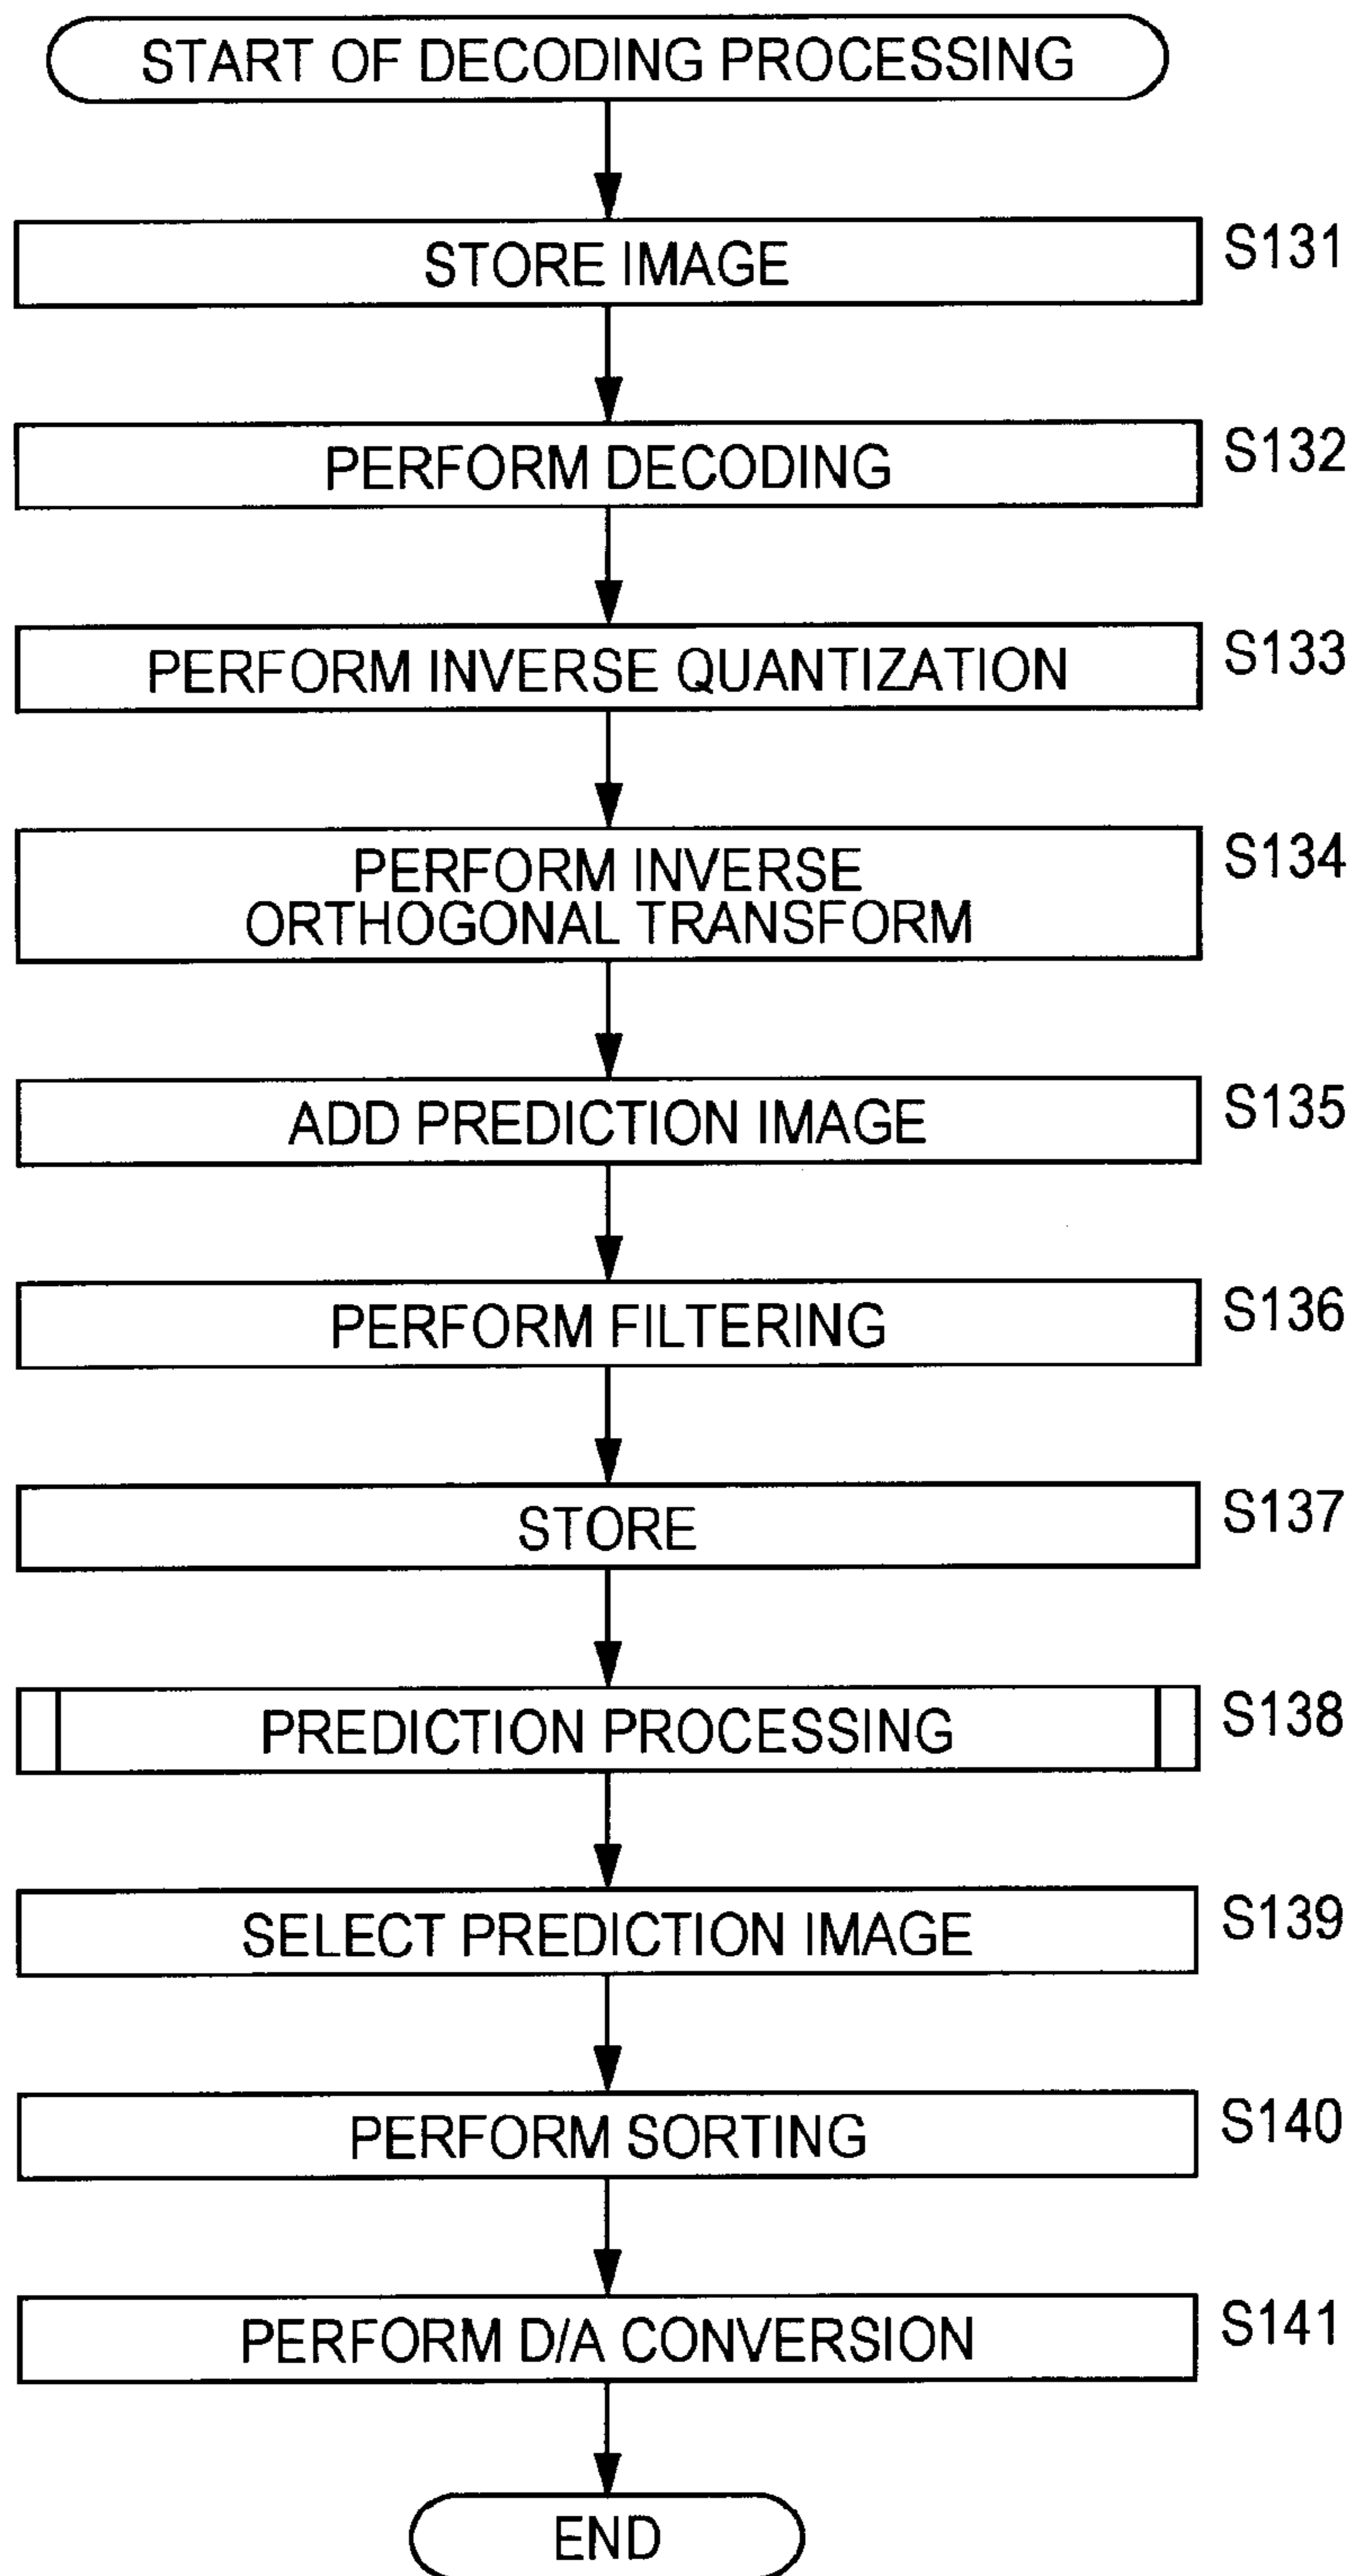 START OF DECODING PROCESSING
STORE IMAGE
S131
PERFORM DECODING
S132
PERFORM INVERSE QUANTIZATION
S133
PERFORM INVERSE
ORTHOGONAL TRANSFORM
S134
ADD PREDICTION IMAGE
S135
PERFORM FILTERING
S136
STORE
S137
PREDICTION PROCESSING
S138
SELECT PREDICTION IMAGE
S139
PERFORM SORTING
S140
PERFORM D/A CONVERSION
S141
END